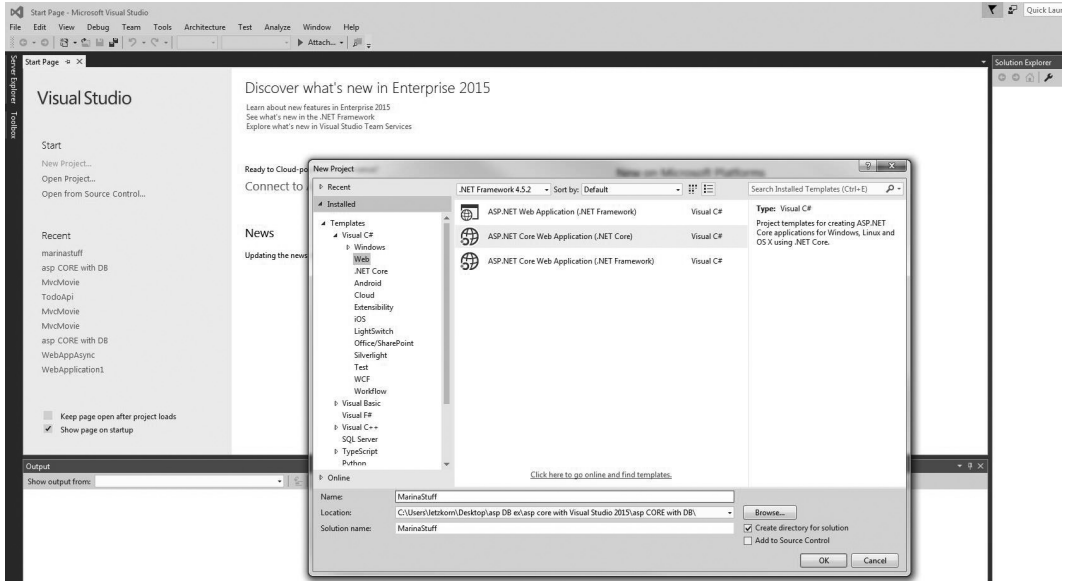 Start Page - Microsoft Visual Studio
Quick Lau
File Edit View Debug Team Tools Architecture Test Analyze Window Help
Attach...
Server Explorer
Toolbox
Start Page
Solution Explorer
Visual Studio
Start
New Project...
Open Project...
Open from Source Control...
Recent
marinastuff
asp CORE with DB
MvcMovie
TodoApi
MvcMovie
MvcMovie
asp CORE with DB
WebAppAsync
WebApplication1
Keep page open after project loads
Show page on startup
Discover what's new in Enterprise 2015
Learn about new features in Enterprise 2015
See what's new in the .NET Framework
Explore what's new in Visual Studio Team Services
Ready to Cloud-po
Connect to
News
Updating the news
New Project
New on Microsoft Platforms
Recent
.NET Framework 4.5.2 Sort by: Default
Search Installed Templates (Ctrl+E)
Installed
Templates
Visual C#
Windows
Web
.NET Core
Android
Cloud
Extensibility
iOS
LightSwitch
Office/SharePoint
Silverlight
Test
WCF
Workflow
Visual Basic
Visual F#
Visual C++
SQL Server
TypeScript
Python
Online
ASP.NET Web Application (.NET Framework) Visual C#
ASP.NET Core Web Application (.NET Core) Visual C#
ASP.NET Core Web Application (.NET Framework) Visual C#
Click here to go online and find templates.
Type: Visual C#
Project templates for creating ASP.NET
Core applications for Windows, Linux and
OS X using .NET Core.
Name: MarinaStuff
Location: C:\Users\letzkorn\Desktop\asp DB ex\asp core with Visual Studio 2015\asp CORE with DB\
Browse...
Solution name: MarinaStuff
Create directory for solution
Add to Source Control
OK Cancel
Output
Show output from: